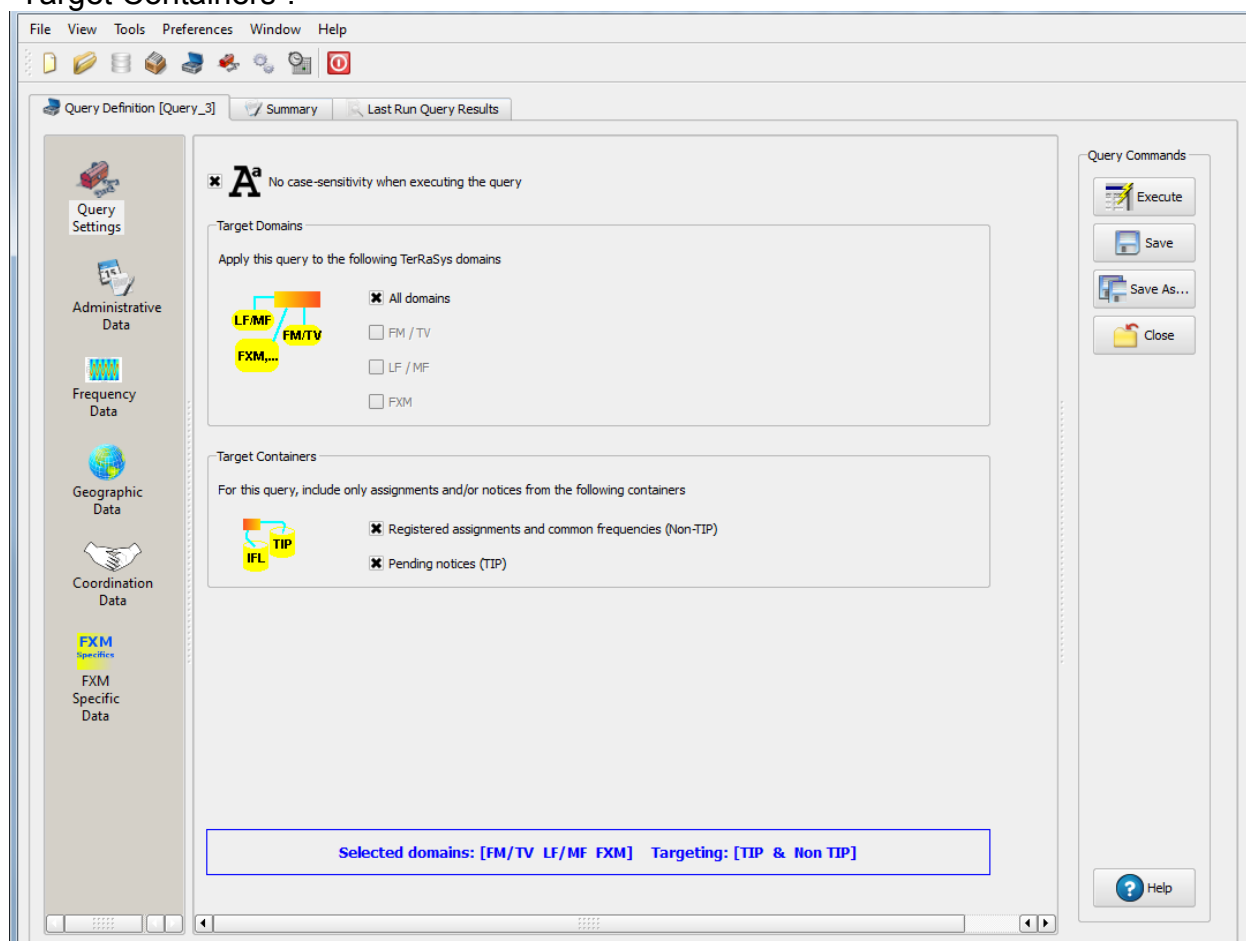 "Target Containers".
File View Tools Preferences Window Help
Query Definition [Query_3] Summary Last Run Query Results
Query Settings
Administrative Data
Frequency Data
Geographic Data
Coordination Data
FXM Specifics
FXM Specific Data
Aa No case-sensitivity when executing the query
Target Domains
Apply this query to the following TerRaSys domains
LF/MF
FM/TV
FXM,...
All domains
FM / TV
LF / MF
FXM
Target Containers
For this query, include only assignments and/or notices from the following containers
TIP
IFL
Registered assignments and common frequencies (Non-TIP)
Pending notices (TIP)
Selected domains: [FM/TV LF/MF FXM] Targeting: [TIP & Non TIP]
Query Commands
Execute
Save
Save As...
Close
Help